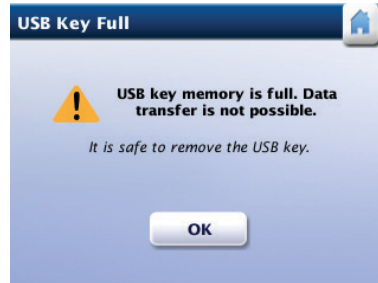 USB Key Full
USB key memory is full. Data
transfer is not possible.
It is safe to remove the USB key.
OK